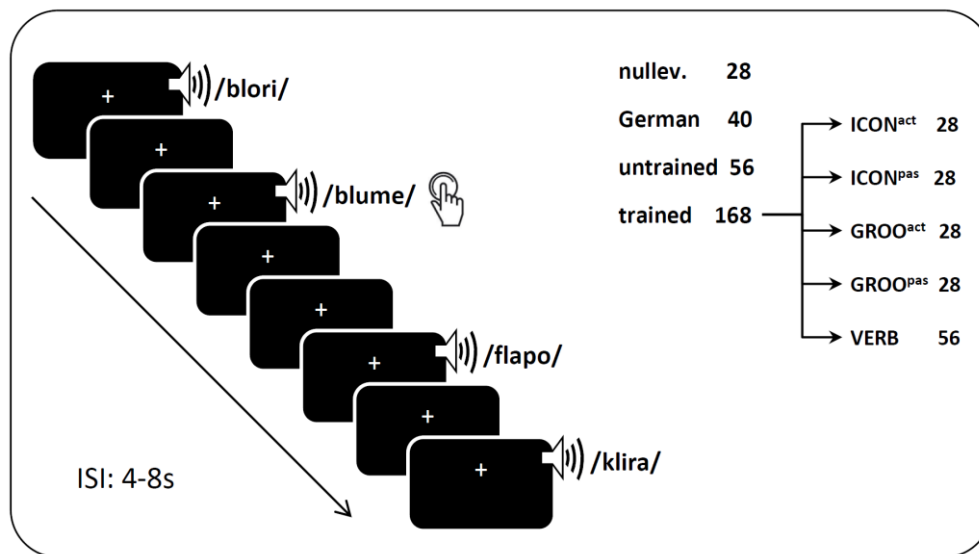 /blori/
/blume/
/flapo/
/klira/
ISI: 4-8s
nullev. 28
German 40
untrained 56
trained 168
ICONact 28
ICONpas 28
GROOact 28
GROOpas 28
VERB 56